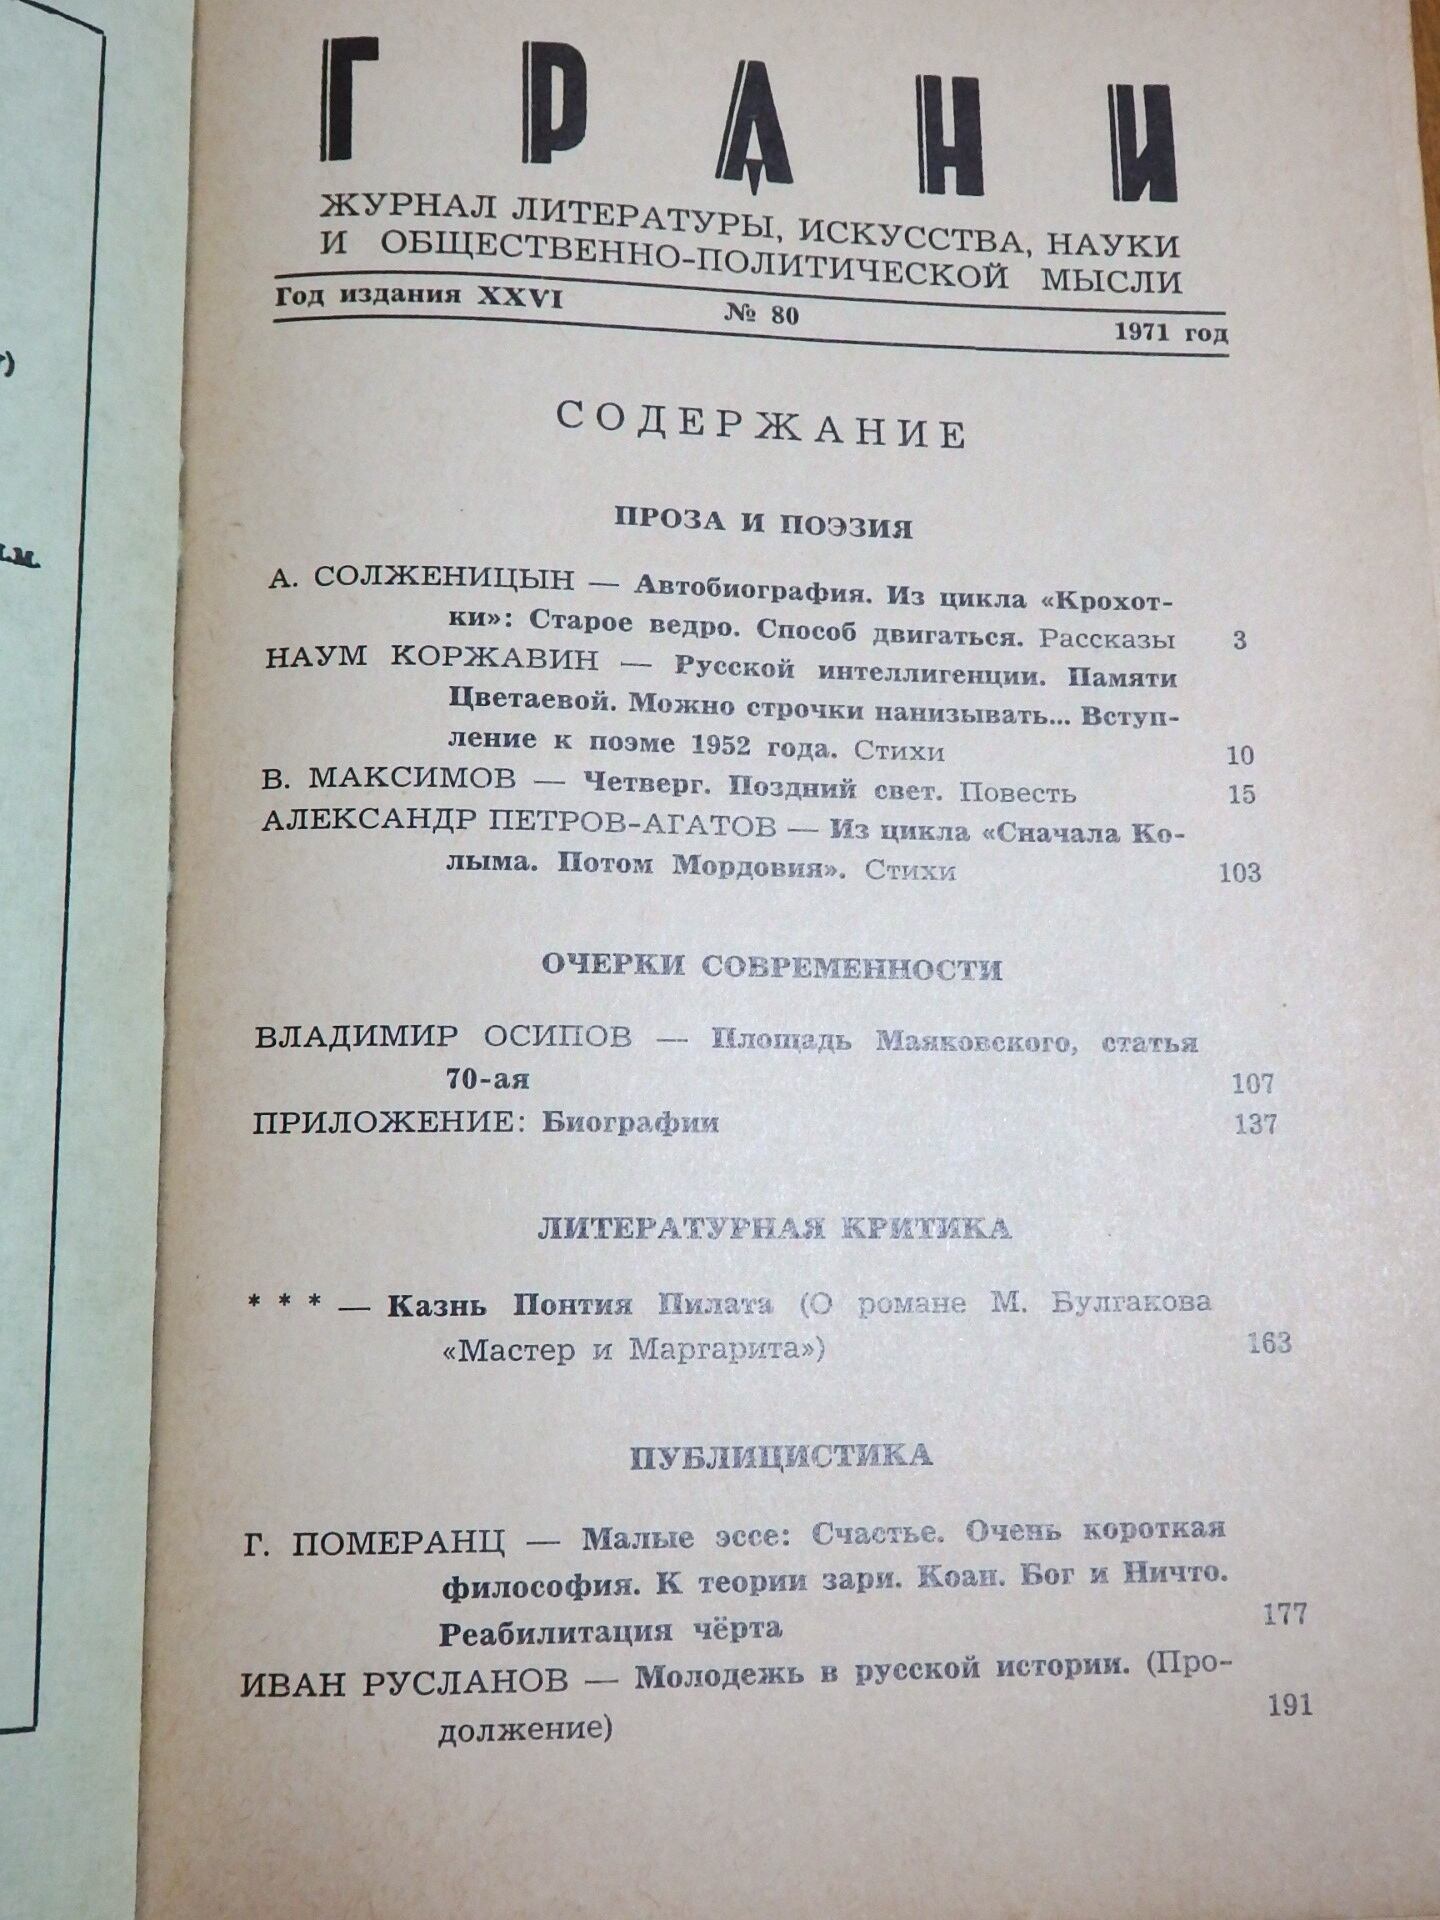 ГРАНИ
ЖУРНАЛ ЛИТЕРАТУРЫ, ИСКУССТВА, НАУКИ
И ОБЩЕСТВЕННО-ПОЛИТИЧЕСКОЙ МЫСЛИ
Год издания XXVI № 80 1971 год
СОДЕРЖАНИЕ
ПРОЗА И ПОЭЗИЯ
А. СОЛЖЕНИЦЫН — Автобиография. Из цикла «Крохот-
ки»: Старое ведро. Способ двигаться. Рассказы 3
НАУМ КОРЖАВИН — Русской интеллигенции. Памяти
Цветаевой. Можно строчки нанизывать... Вступ-
ление к поэме 1952 года. Стихи 10
В. МАКСИМОВ — Четверг. Поздний свет. Повесть 15
АЛЕКСАНДР ПЕТРОВ-АГАТОВ — Из цикла «Сначала Ко-
лыма. Потом Мордовия». Стихи 103
ОЧЕРКИ СОВРЕМЕННОСТИ
ВЛАДИМИР ОСИПОВ — Площадь Маяковского, статья
70-ая 107
ПРИЛОЖЕНИЕ: Биографии 137
ЛИТЕРАТУРНАЯ КРИТИКА
* * * — Казнь Понтия Пилата (О романе М. Булгакова
«Мастер и Маргарита») 163
ПУБЛИЦИСТИКА
Г. ПОМЕРАНЦ — Малые эссе: Счастье. Очень короткая
философия. К теории зари. Коан. Бог и Ничто.
Реабилитация чёрта 177
ИВАН РУСЛАНОВ — Молодежь в русской истории. (Про-
должение) 191